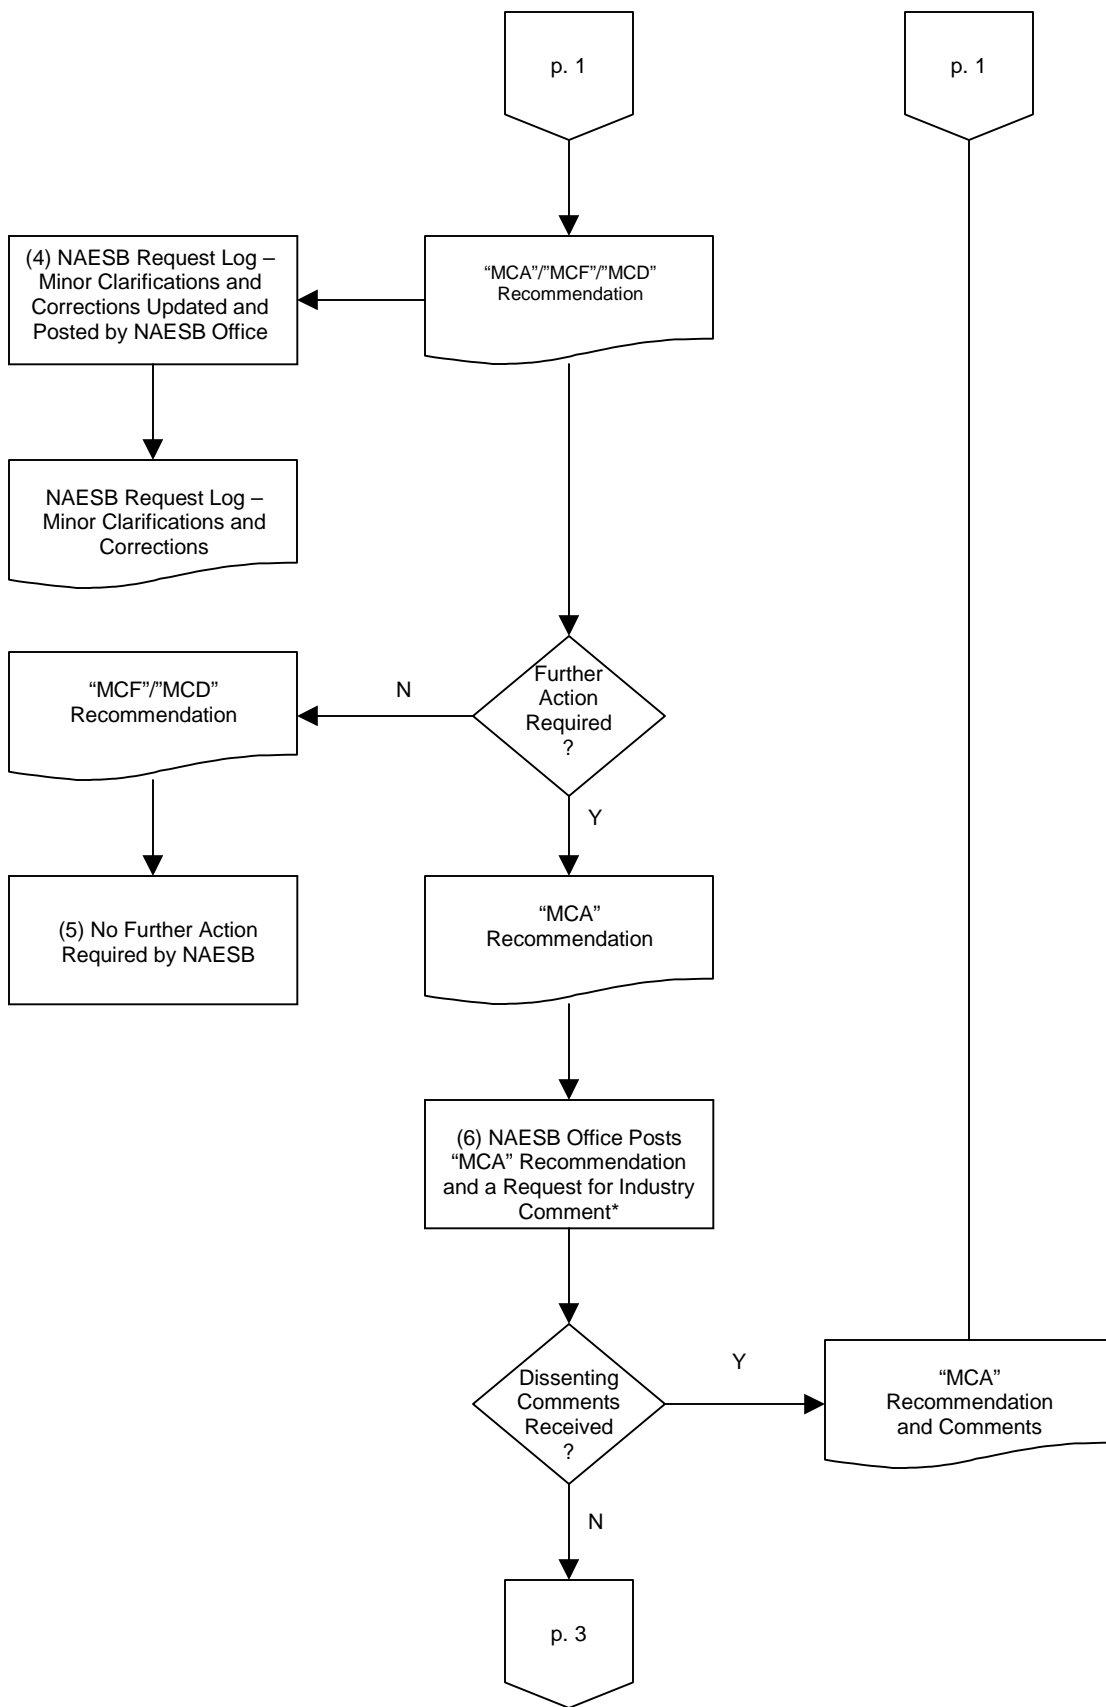 p. 1
p. 1
(4) NAESB Request Log –
Minor Clarifications and
Corrections Updated and
Posted by NAESB Office
“MCA”/”MCF”/”MCD”
Recommendation
NAESB Request Log –
Minor Clarifications and
Corrections
“MCF”/”MCD”
Recommendation
N
Further
Action
Required
?
Y
(5) No Further Action
Required by NAESB
“MCA”
Recommendation
(6) NAESB Office Posts
“MCA” Recommendation
and a Request for Industry
Comment*
Dissenting
Comments
Received
?
Y
“MCA”
Recommendation
and Comments
N
p. 3